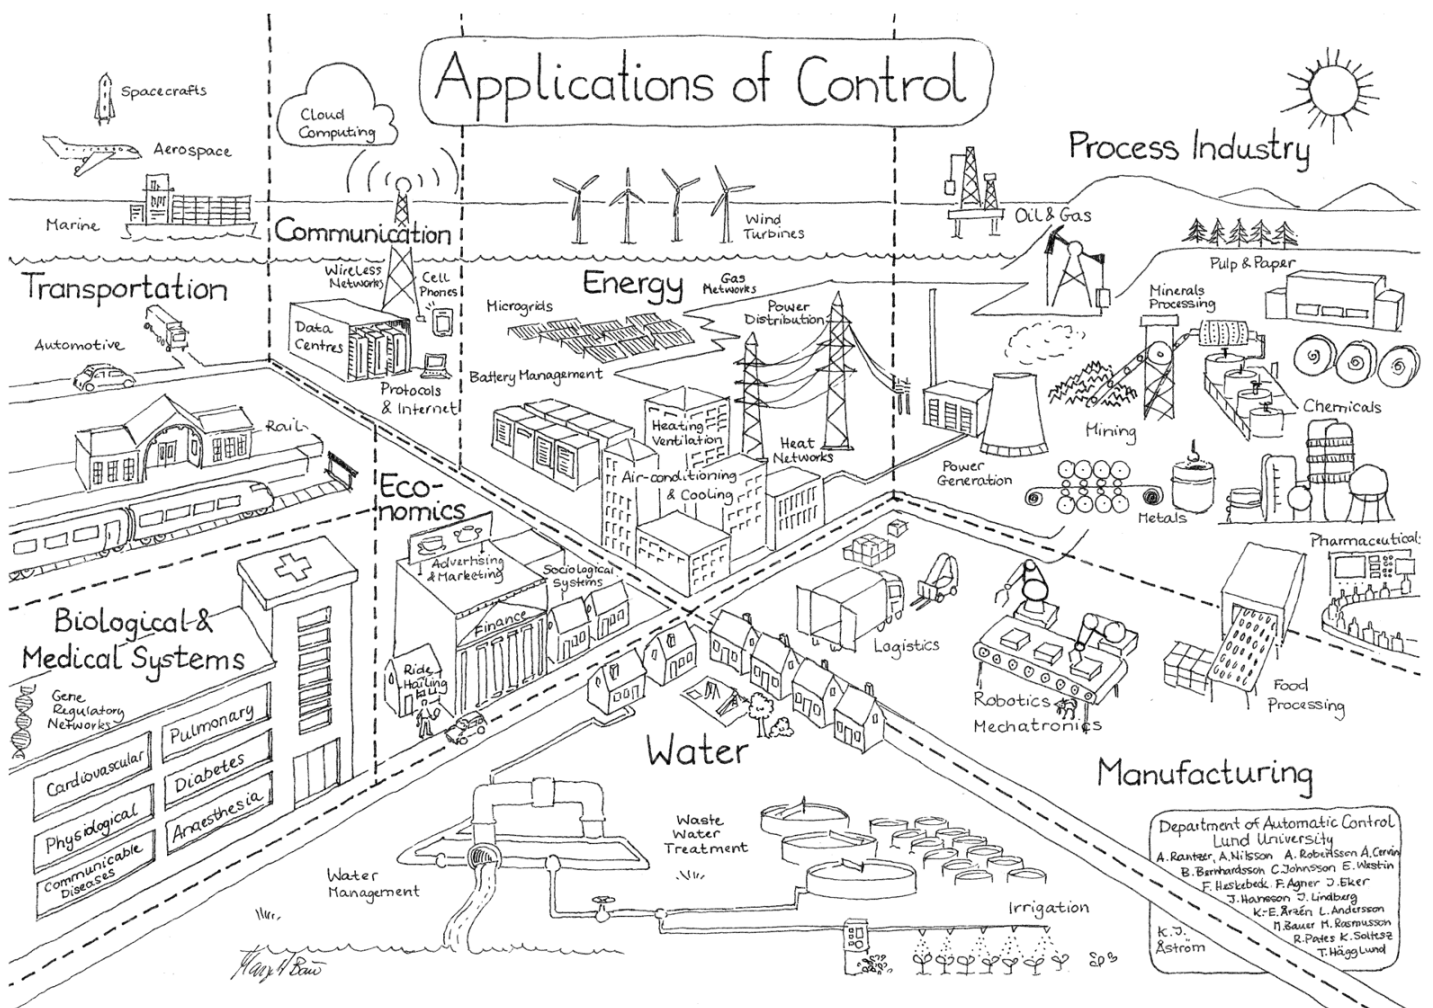 Applications of Control
Spacecrafts
Aerospace
Marine
Transportation
Automotive
Rail
Cloud
Computing
Communication
Wireless
Networks
Cell
Phones
Data
Centres
Protocols
& Internet
Wind
Turbines
Energy
Gas
Networks
Microgrids
Power
Distribution
Battery Management
Heating
Ventilation
Air-conditioning
& Cooling
Heat
Networks
Process Industry
Oil & Gas
Pulp & Paper
Minerals
Processing
Mining
Chemicals
Power
Generation
Metals
Pharmaceutical
Eco-
nomics
Advertising
& Marketing
Sociological
Systems
Finance
Ride
Hailing
Biological &
Medical Systems
Gene
Regulatory
Networks
Cardiovascular
Pulmonary
Physiological
Diabetes
Communicable
Diseases
Anaesthesia
Water
Water
Management
Waste
Water
Treatment
Irrigation
Logistics
Robotics
Mechatronics
Food
Processing
Manufacturing
Department of Automatic Control
Lund University
A. Rantzer, A. Nilsson A. Robertsson A. Cervin
B. Bernhardsson C. Johnsson E. Westin
F. Heskebeck F. Agner J. Eker
J. Hansson J. Lindberg
K.-E. Årzén L. Andersson
M. Bauer M. Rasmusson
K. J.
Åström
R. Pates K. Soltesz
T. Hägglund